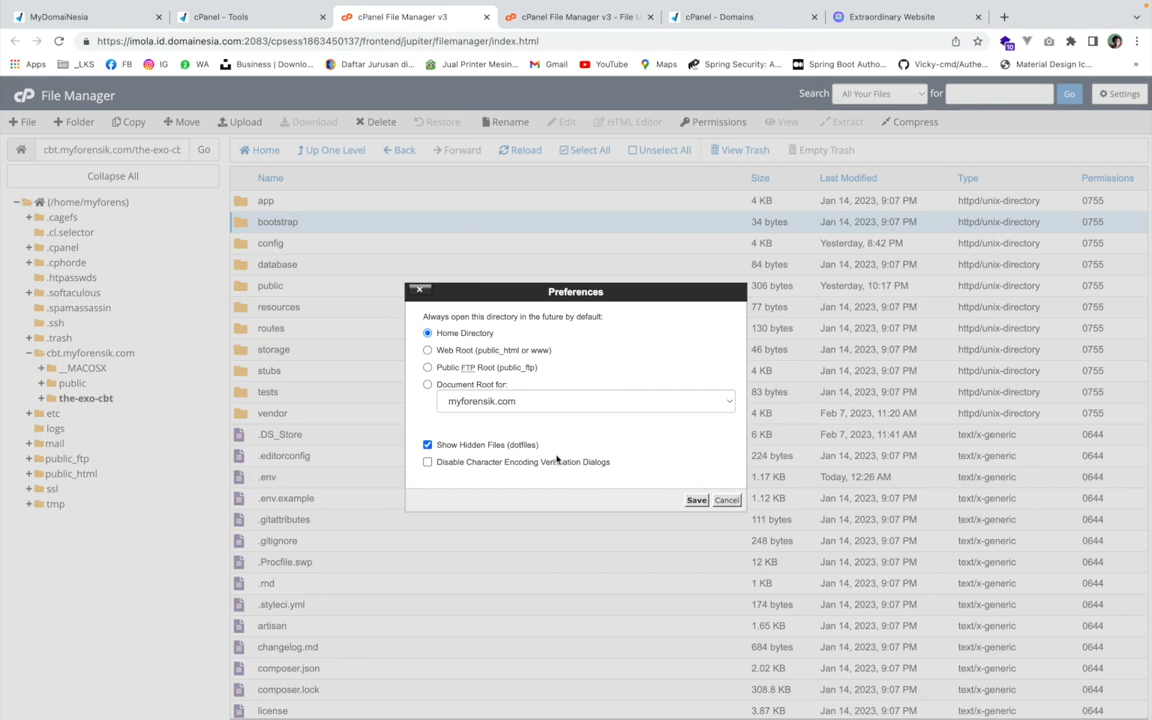 MyDomaiNesia
cPanel - Tools
cPanel File Manager v3
cPanel File Manager v3 - File U
cPanel - Domains
Extraordinary Website
https://imola.id.domainesia.com:2083/cpsess1863450137/frontend/jupiter/filemanager/index.html
10
Apps
_LKS
FB
IG
WA
Business | Downlo...
Daftar Jurusan di...
Jual Printer Mesin...
Gmail
YouTube
Maps
Spring Security: A...
Spring Boot Autho...
Vicky-cmd/Authe...
Material Design Ic...
»
cP File Manager
Search
All Your Files
for
Go
Settings
File
Folder
Copy
Move
Upload
Download
Delete
Restore
Rename
Edit
HTML Editor
Permissions
View
Extract
Compress
cbt.myforensik.com/the-exo-cbt
Go
Home
Up One Level
Back
Forward
Reload
Select All
Unselect All
View Trash
Empty Trash
Collapse All
(/home/myforens)
.cagefs
.cl.selector
.cpanel
.cphorde
.htpasswds
.softaculous
.spamassassin
.ssh
.trash
cbt.myforensik.com
__MACOSX
public
the-exo-cbt
etc
logs
mail
public_ftp
public_html
ssl
tmp
Name Size Last Modified Type Permissions
app 4 KB Jan 14, 2023, 9:07 PM httpd/unix-directory 0755
bootstrap 34 bytes Jan 14, 2023, 9:07 PM httpd/unix-directory 0755
config 4 KB Yesterday, 8:42 PM httpd/unix-directory 0755
database 84 bytes Jan 14, 2023, 9:07 PM httpd/unix-directory 0755
public 306 bytes Yesterday, 10:17 PM httpd/unix-directory 0755
resources 77 bytes Jan 14, 2023, 9:07 PM httpd/unix-directory 0755
routes 130 bytes Jan 14, 2023, 9:07 PM httpd/unix-directory 0755
storage 46 bytes Jan 14, 2023, 9:07 PM httpd/unix-directory 0755
stubs 4 KB Jan 14, 2023, 9:07 PM httpd/unix-directory 0755
tests 83 bytes Jan 14, 2023, 9:07 PM httpd/unix-directory 0755
vendor 4 KB Feb 7, 2023, 11:20 AM httpd/unix-directory 0755
.DS_Store 6 KB Feb 7, 2023, 11:41 AM text/x-generic 0644
.editorconfig 224 bytes Jan 14, 2023, 9:07 PM text/x-generic 0644
.env 1.17 KB Today, 12:26 AM text/x-generic 0644
.env.example 1.12 KB Jan 14, 2023, 9:07 PM text/x-generic 0644
.gitattributes 111 bytes Jan 14, 2023, 9:07 PM text/x-generic 0644
.gitignore 248 bytes Jan 14, 2023, 9:07 PM text/x-generic 0644
.Procfile.swp 12 KB Jan 14, 2023, 9:07 PM text/x-generic 0644
.rnd 1 KB Jan 14, 2023, 9:07 PM text/x-generic 0644
.styleci.yml 174 bytes Jan 14, 2023, 9:07 PM text/x-generic 0644
artisan 1.65 KB Jan 14, 2023, 9:07 PM text/x-generic 0644
changelog.md 684 bytes Jan 14, 2023, 9:07 PM text/x-generic 0644
composer.json 2.02 KB Jan 14, 2023, 9:07 PM text/x-generic 0644
composer.lock 308.8 KB Jan 14, 2023, 9:07 PM text/x-generic 0644
license 3.87 KB Jan 14, 2023, 9:07 PM text/x-generic 0644
Preferences
Always open this directory in the future by default:
Home Directory
Web Root (public_html or www)
Public FTP Root (public_ftp)
Document Root for:
myforensik.com
Show Hidden Files (dotfiles)
Disable Character Encoding Verification Dialogs
Save
Cancel